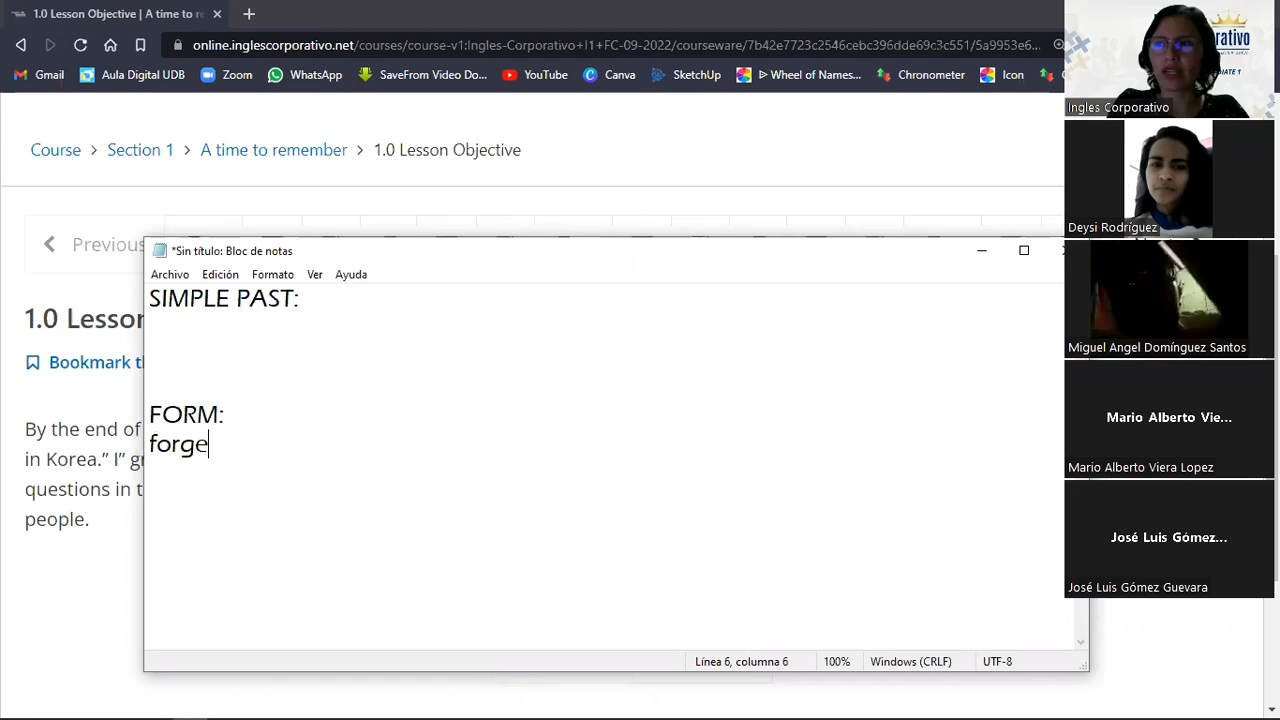 1.0 Lesson Objective | A time to re
online.inglescorporativo.net/courses/course-v1:Ingles-Corporativo+I1+FC-09-2022/courseware/
Gmail
Aula Digital UDB
Zoom
WhatsApp
SaveFrom Video Do...
YouTube
Canva
SketchUp
ᐅ Wheel of Names...
Connectum
Icon
Course > Section 1 > A time to remember > 1.0 Lesson Objective
Previous
1.0 Lesson
Bookmark th
By the end of
in Korea.” I” gr
questions in t
people.
*Sin título: Bloc de notas
Archivo Edición Formato Ver Ayuda
SIMPLE PAST:
FORM:
forge
Línea 6, columna 6 100% Windows (CRLF) UTF-8
Ingles Corporativo
Deysi Rodríguez
Miguel Angel Domínguez Santos
Mario Alberto Vie...
Mario Alberto Viera Lopez
José Luis Gómez...
José Luis Gómez Guevara